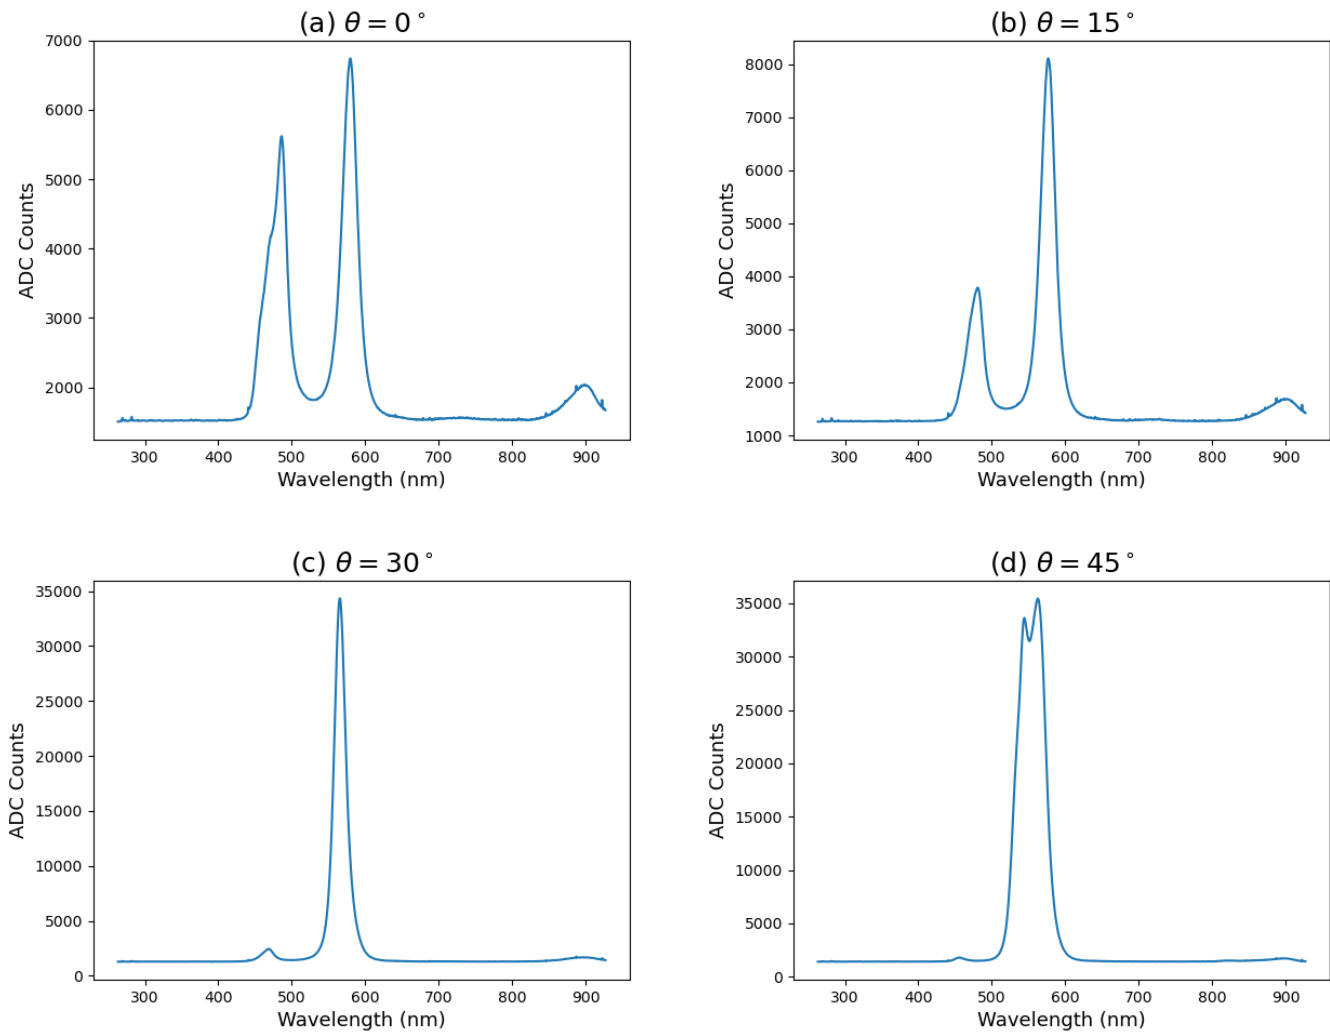 (a) θ = 0°
7000
6000
5000
4000
3000
2000
ADC Counts
300 400 500 600 700 800 900
Wavelength (nm)
(b) θ = 15°
8000
7000
6000
5000
4000
3000
2000
1000
ADC Counts
300 400 500 600 700 800 900
Wavelength (nm)
(c) θ = 30°
35000
30000
25000
20000
15000
10000
5000
0
ADC Counts
300 400 500 600 700 800 900
Wavelength (nm)
(d) θ = 45°
35000
30000
25000
20000
15000
10000
5000
0
ADC Counts
300 400 500 600 700 800 900
Wavelength (nm)